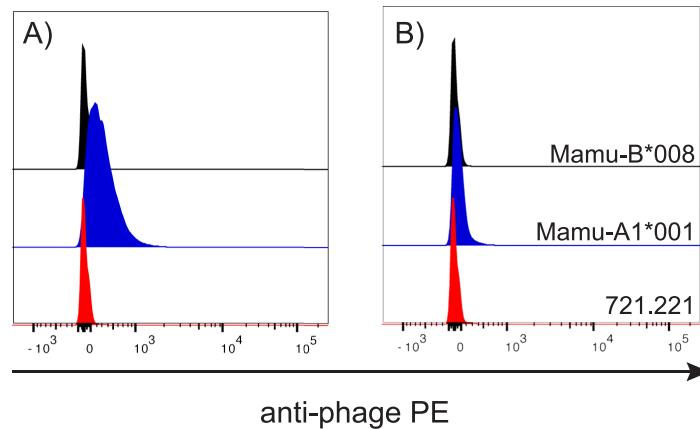 A)
B)
Mamu-B*008
Mamu-A1*001
721.221
-10³ 0 10³ 10⁴ 10⁵
-10³ 0 10³ 10⁴ 10⁵
anti-phage PE